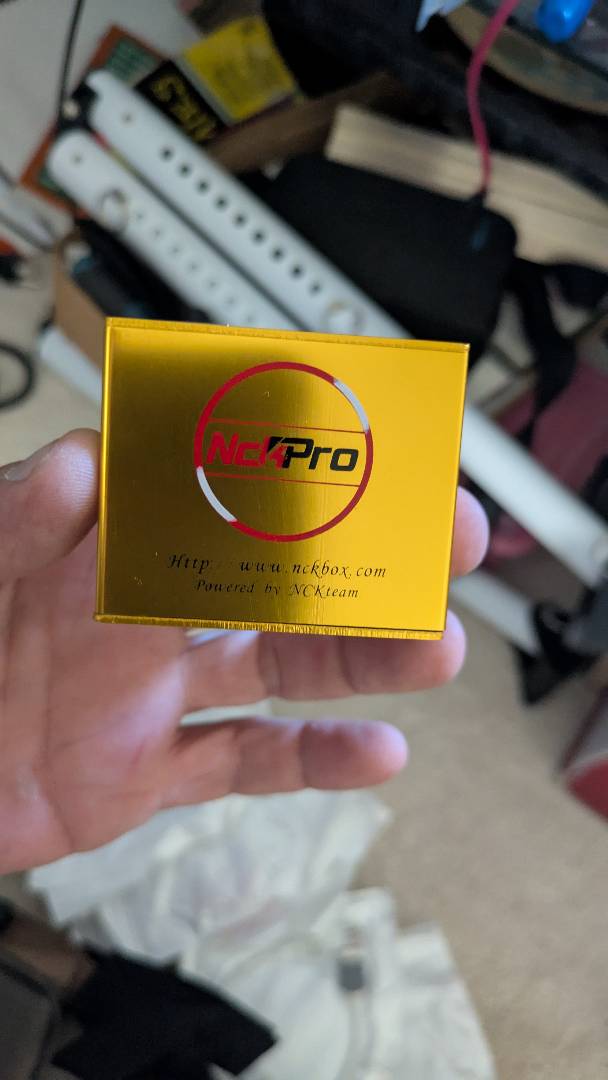 NckPro
Http://www.nckbox.com
Powered by NCKteam